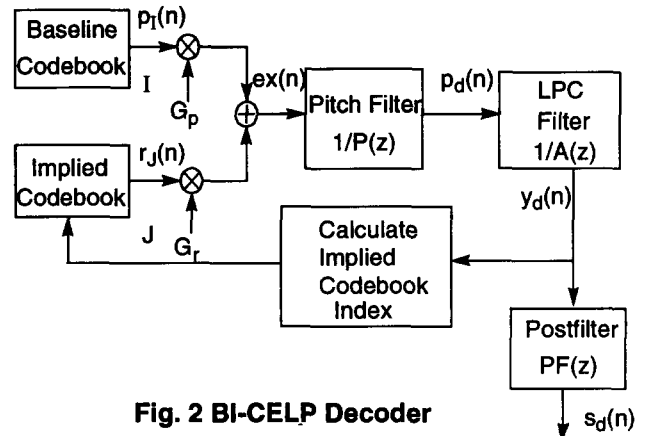 Baseline
Codebook
p_I(n)
I
G_p
ex(n)
Pitch Filter
1/P(z)
p_d(n)
LPC
Filter
1/A(z)
Implied
Codebook
r_J(n)
J
G_r
Calculate
Implied
Codebook
Index
y_d(n)
Postfilter
PF(z)
s_d(n)
Fig. 2 BI-CELP Decoder